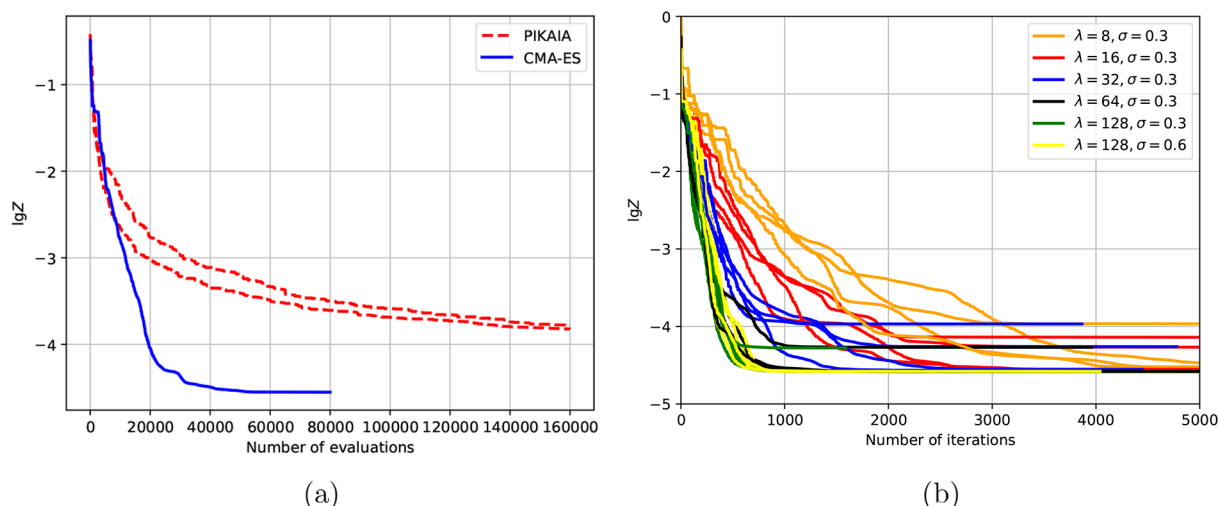 PIKAIA
CMA-ES
−1
−2
−3
−4
lgZ
0 20000 40000 60000 80000 100000 120000 140000 160000
Number of evaluations
(a)
λ = 8, σ = 0.3
λ = 16, σ = 0.3
λ = 32, σ = 0.3
λ = 64, σ = 0.3
λ = 128, σ = 0.3
λ = 128, σ = 0.6
0
−1
−2
−3
−4
−5
lgZ
0 1000 2000 3000 4000 5000
Number of iterations
(b)